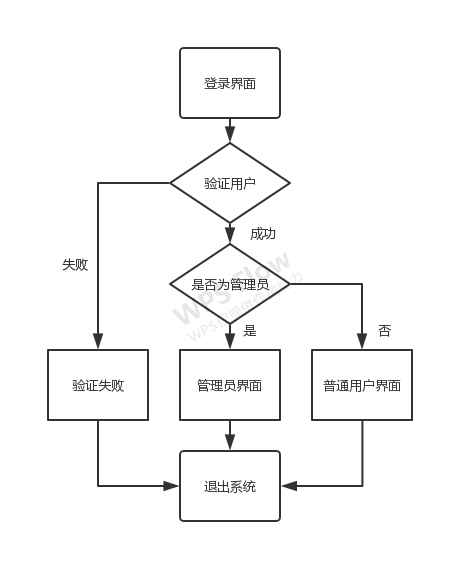 登录界面
验证用户
成功
失败
是否为管理员
WPS Flow
是
否
验证失败
管理员界面
普通用户界面
退出系统